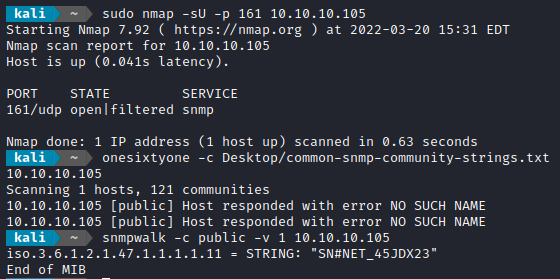 kali ~ sudo nmap -sU -p 161 10.10.10.105
Starting Nmap 7.92 ( https://nmap.org ) at 2022-03-20 15:31 EDT
Nmap scan report for 10.10.10.105
Host is up (0.041s latency).
PORT STATE SERVICE
161/udp open|filtered snmp
Nmap done: 1 IP address (1 host up) scanned in 0.63 seconds
kali ~ onesixtyone -c Desktop/common-snmp-community-strings.txt
10.10.10.105
Scanning 1 hosts, 121 communities
10.10.10.105 [public] Host responded with error NO SUCH NAME
10.10.10.105 [public] Host responded with error NO SUCH NAME
kali ~ snmpwalk -c public -v 1 10.10.10.105
iso.3.6.1.2.1.47.1.1.1.1.11 = STRING: "SN#NET_45JDX23"
End of MIB